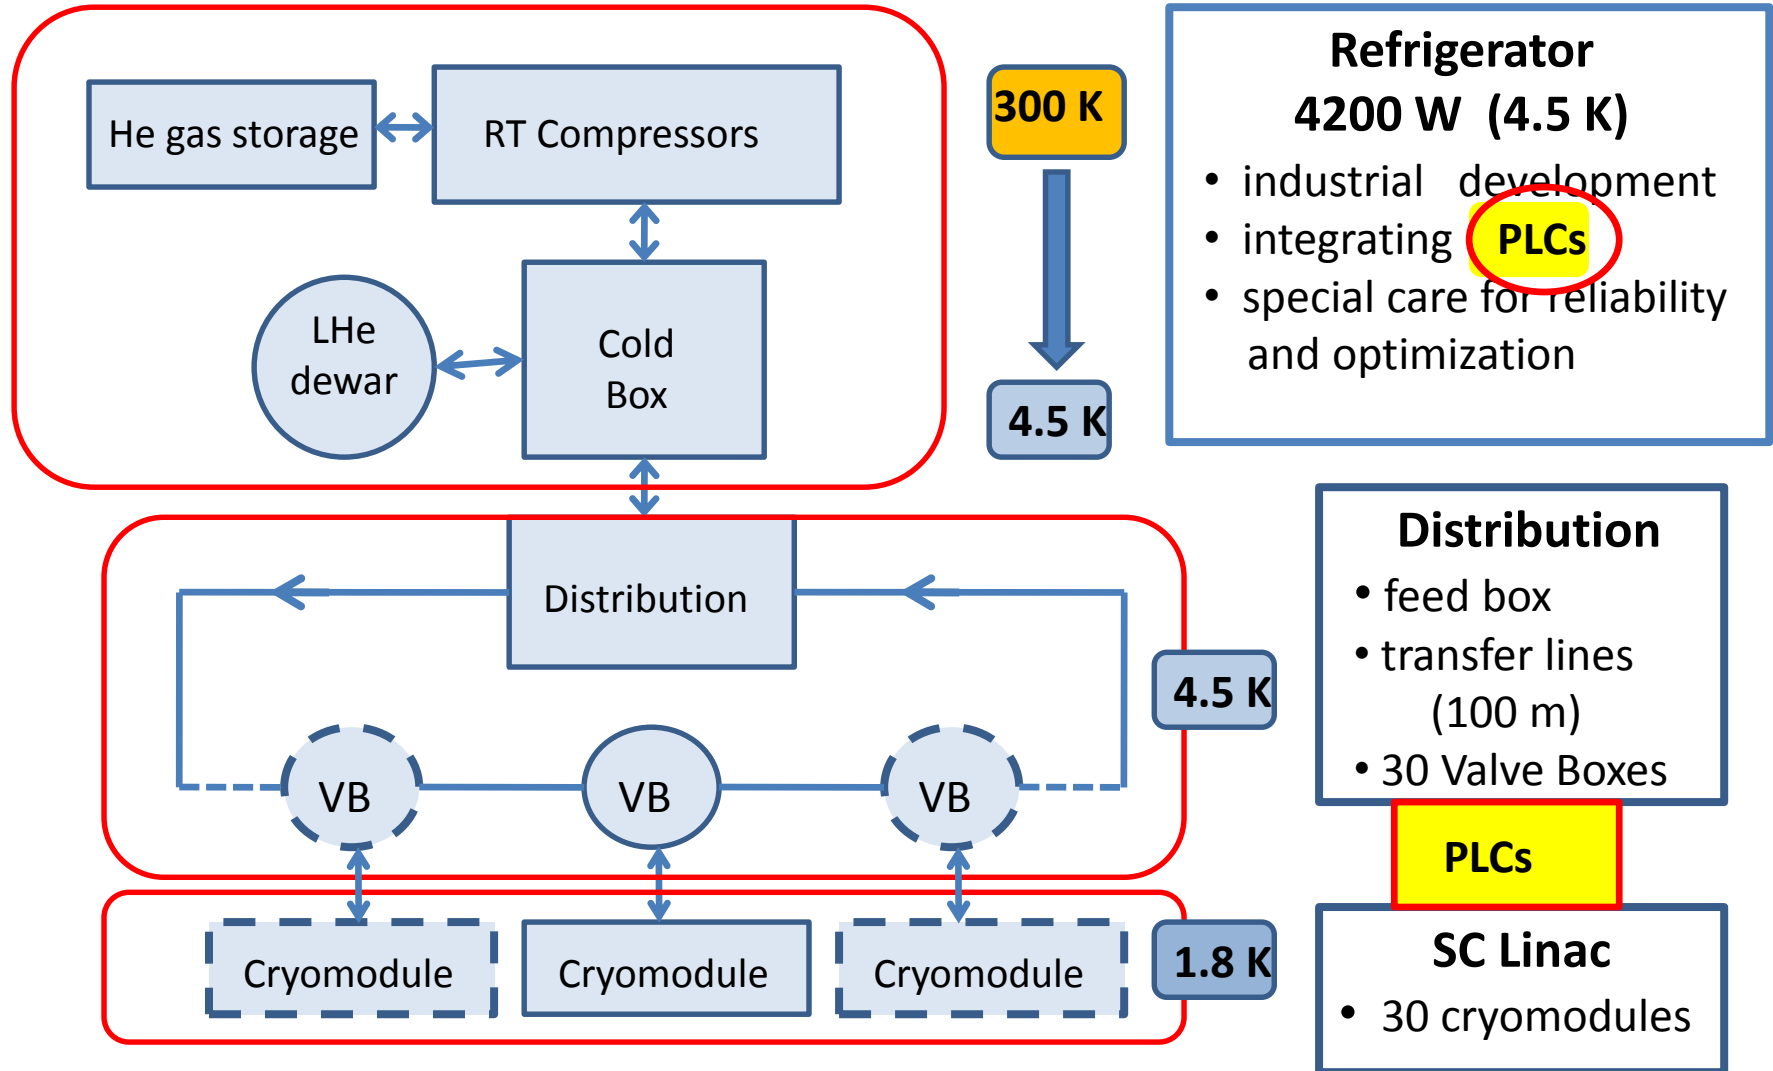 He gas storage
RT Compressors
LHe
dewar
Cold
Box
300 K
4.5 K
Refrigerator
4200 W (4.5 K)
• industrial development
• integrating PLCs
• special care for reliability
and optimization
Distribution
VB
VB
VB
4.5 K
Cryomodule
Cryomodule
Cryomodule
1.8 K
Distribution
• feed box
• transfer lines
(100 m)
• 30 Valve Boxes
PLCs
SC Linac
• 30 cryomodules